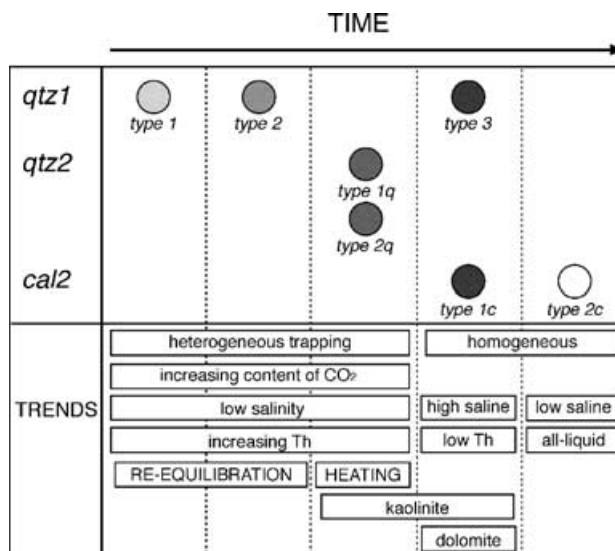 TIME
qtz1
type 1
type 2
type 3
qtz2
type 1q
type 2q
cal2
type 1c
type 2c
TRENDS
heterogeneous trapping
homogeneous
increasing content of CO2
low salinity
high saline
low saline
increasing Th
low Th
all-liquid
RE-EQUILIBRATION
HEATING
kaolinite
dolomite